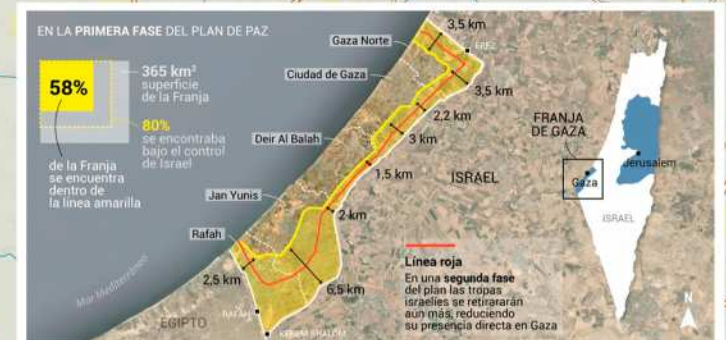 EN LA PRIMERA FASE DEL PLAN DE PAZ
58%
365 km²
superficie
de la Franja
80%
se encontraba
bajo el control
de Israel
de la Franja
se encuentra
dentro de
la línea amarilla
Gaza Norte
Ciudad de Gaza
Deir Al Balah
Jan Yunis
Rafah
3,5 km
EREZ
3,5 km
2,2 km
3 km
1,5 km
2 km
6,5 km
2,5 km
ISRAEL
Mar Mediterráneo
EGIPTO
RAFAH
KEREM SHALOM
Línea roja
En una segunda fase
del plan las tropas
israelíes se retirararán
aún más, reduciendo
su presencia directa en Gaza
FRANJA
DE GAZA
Gaza
Jerusalem
ISRAEL
N